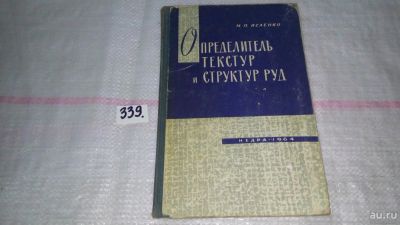 М.П. ИСАЕНКО
ОПРЕДЕЛИТЕЛЬ
ТЕКСТУР
И СТРУКТУР РУД
НЕДРА - 1964
339.
au.ru